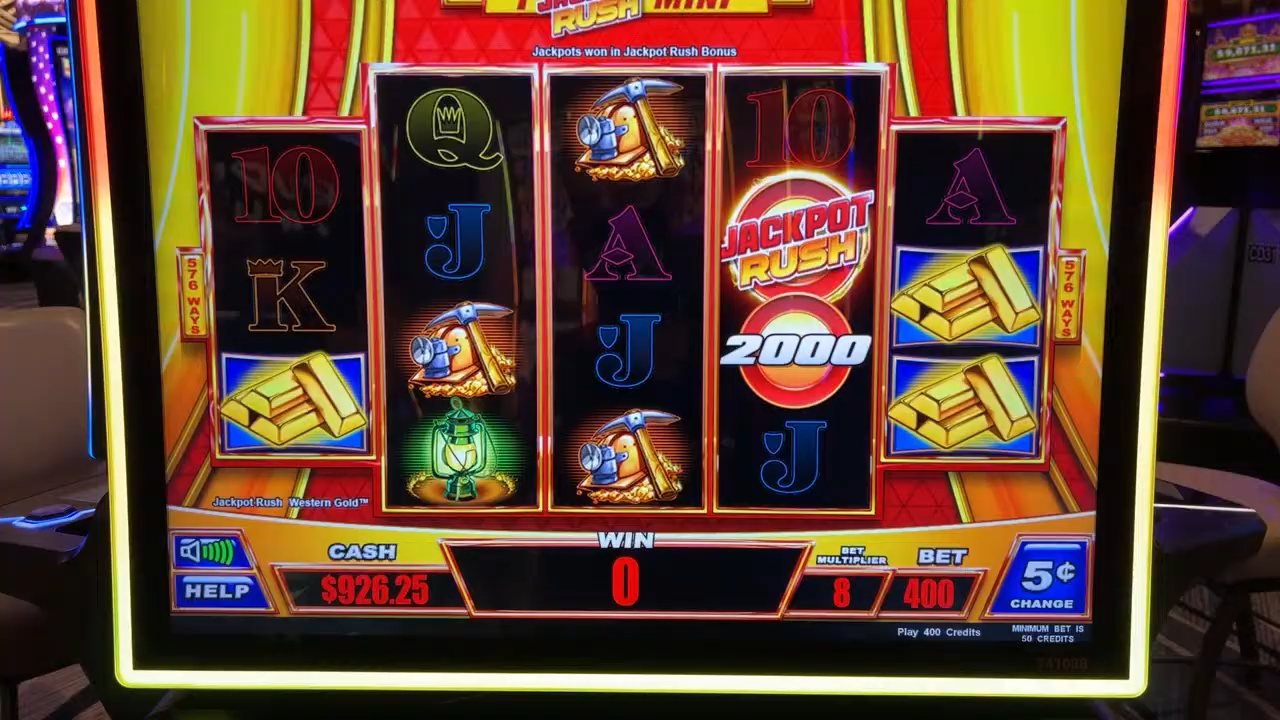 RUSH MINI
Jackpots won in Jackpot Rush Bonus
10
K
Q
J
A
J
10
JACKPOT
RUSH
2000
J
A
576 WAYS
576 WAYS
Jackpot Rush Western Gold™
HELP
CASH
$926.25
WIN
0
BET
MULTIPLIER
8
BET
400
5¢
CHANGE
Play 400 Credits
MINIMUM BET IS
50 CREDITS